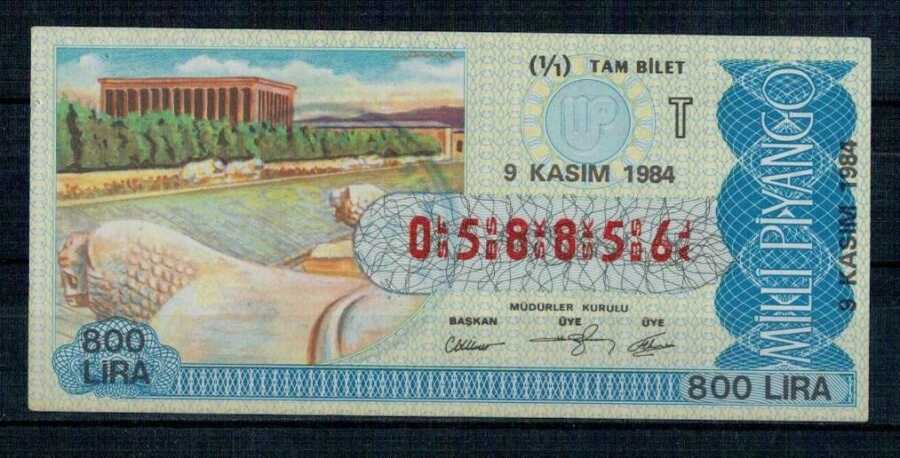 (1/1) TAM BİLET
T
9 KASIM 1984
058856
MÜDÜRLER KURULU
BAŞKAN ÜYE ÜYE
800 LİRA
800 LİRA
MİLLİ PİYANGO
9 KASIM 1984